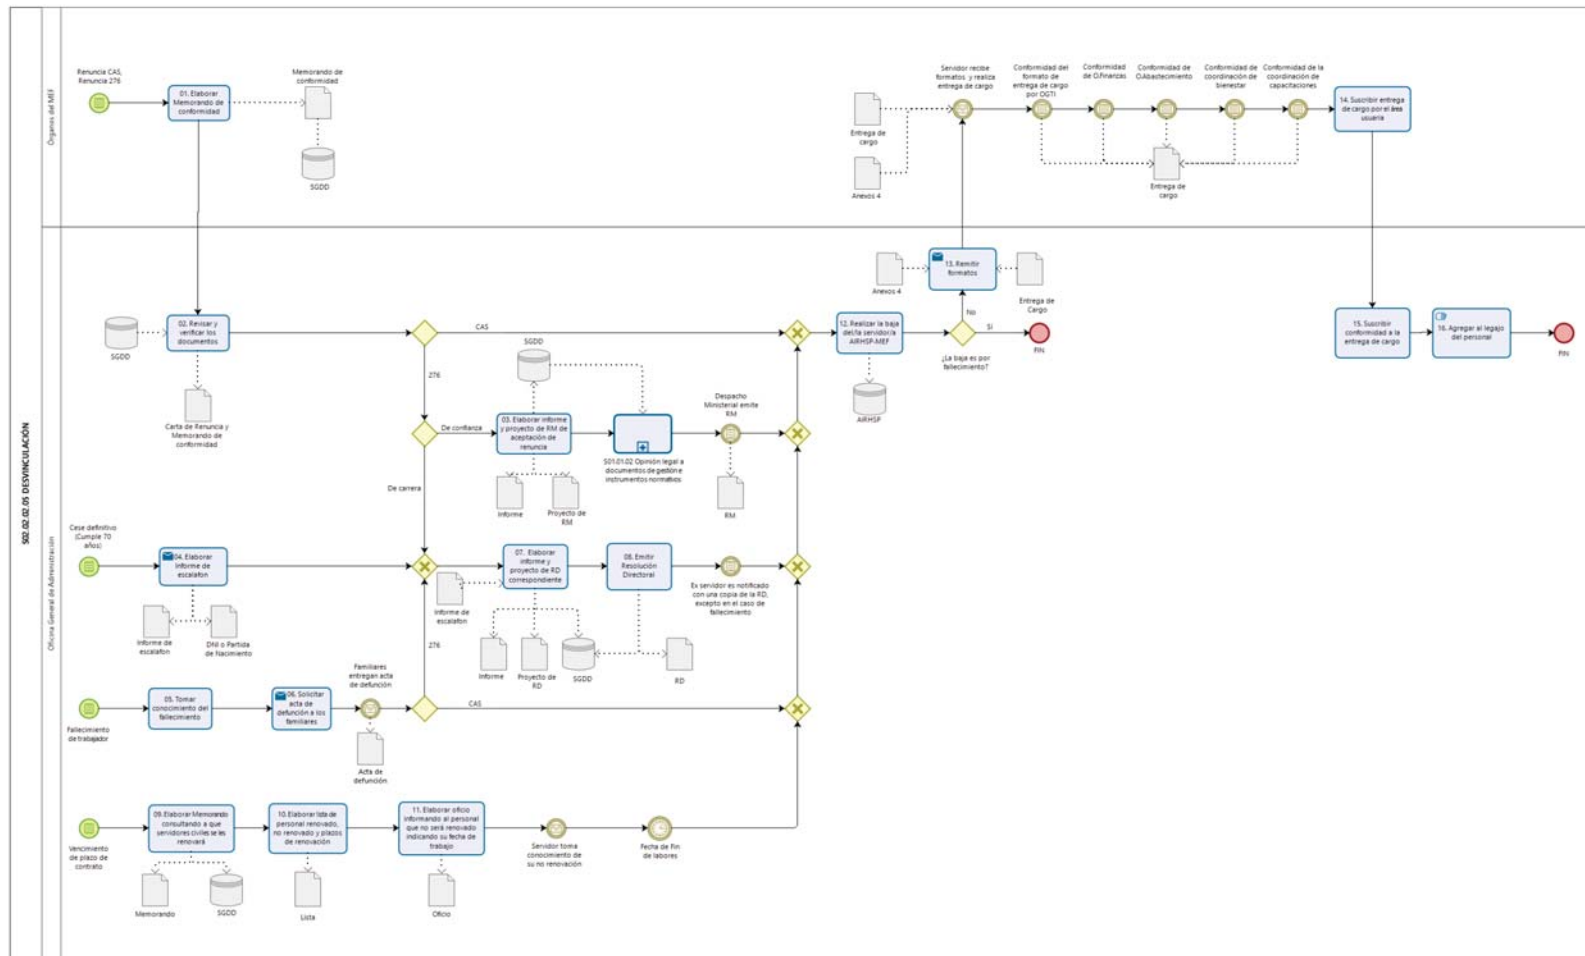 S02.02.02.05 DESVINCULACIÓN
Órganos del MEF
Renuncia CAS,
Renuncia 276
01. Elaborar
Memorando de
conformidad
Memorando de
conformidad
SGDD
Entrega de
cargo
Anexos 4
Servidor recibe
formatos y realiza
entrega de cargo
Conformidad del
formato de
entrega de cargo
por OGTI
Conformidad
de O.Finanzas
Conformidad de
O.Abastecimiento
Conformidad de
coordinación de
bienestar
Conformidad de la
coordinación de
capacitaciones
Entrega de
cargo
14. Suscribir entrega
de cargo por el área
usuaria
Oficina General de Administración
SGDD
02. Revisar y
verificar los
documentos
Carta de Renuncia y
Memorando de
conformidad
CAS
276
De confianza
De carrera
SGDD
03. Elaborar informe
y proyecto de RM de
aceptación de
renuncia
Informe
Proyecto de
RM
S01.01.02 Opinión legal a
documentos de gestión e
instrumentos normativos
Despacho
Ministerial emite
RM
RM
12. Realizar la baja
del/la servidor/a
AIRHSP-MEF
AIRHSP
¿La baja es por
fallecimiento?
No
Si
FIN
Anexos 4
13. Remitir
formatos
Entrega de
Cargo
15. Suscribir
conformidad a la
entrega de cargo
16. Agregar al legajo
del personal
FIN
Cese definitivo
(Cumple 70
años)
04. Elaborar
Informe de
escalafon
Informe de
escalafon
DNI o Partida
de Nacimiento
Informe de
escalafon
07. Elaborar
informe y
proyecto de RD
correspondiente
Informe
Proyecto de
RD
SGDD
08. Emitir
Resolución
Directoral
RD
Ex servidor es notificado
con una copia de la RD,
excepto en el caso de
fallecimiento
276
Fallecimiento
de trabajador
05. Tomar
conocimiento del
fallecimiento
06. Solicitar
acta de
defunción a los
familiares
Familiares
entregan acta
de defunción
Acta de
defunción
CAS
Vencimiento
de plazo de
contrato
09. Elaborar Memorando
consultando a que
servidores civiles se les
renovará
Memorando
SGDD
10. Elaborar lista de
personal renovado,
no renovado y plazos
de renovación
Lista
11. Elaborar oficio
informando al personal
que no será renovado
indicando su fecha de
trabajo
Oficio
Servidor toma
conocimiento de
su no renovación
Fecha de Fin
de labores